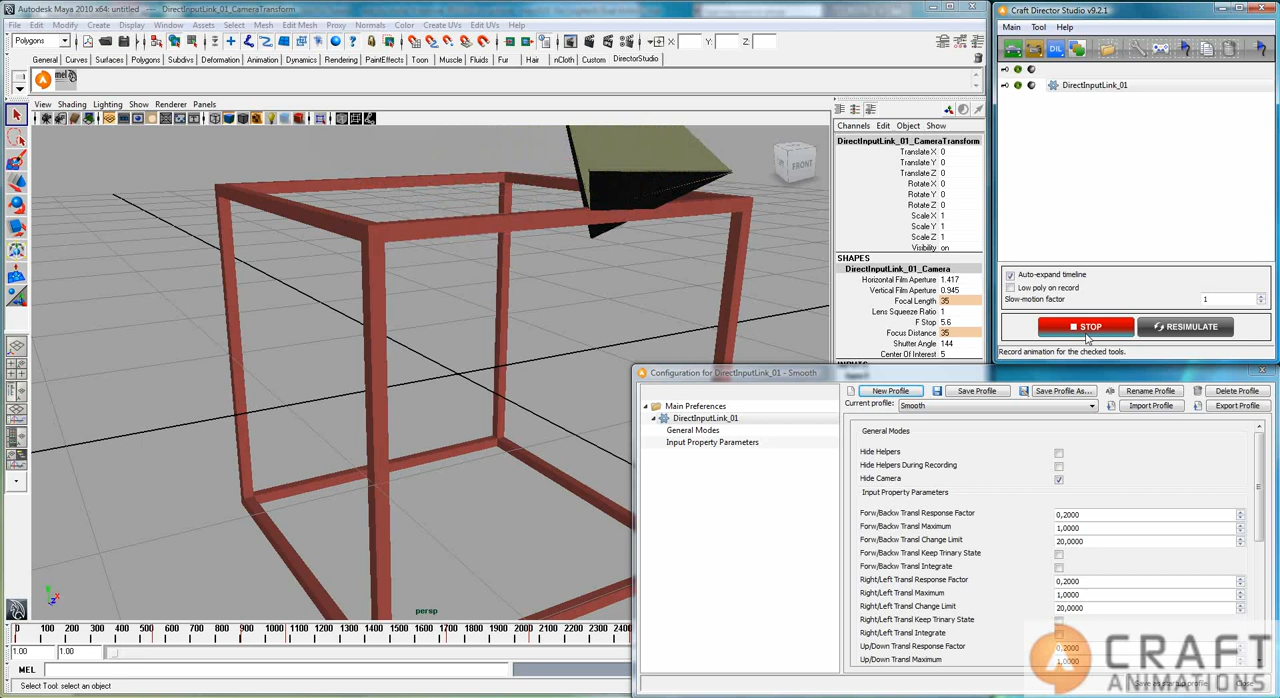 Autodesk Maya 2010 x64: untitled --- DirectInputLink_01_CameraTransform
File Edit Modify Create Display Window Assets Select Mesh Edit Mesh Proxy Normals Color Create UVs Edit UVs Help
Polygons
X: Y: Z:
General Curves Surfaces Polygons Subdivs Deformation Animation Dynamics Rendering PaintEffects Toon Muscle Fluids Fur Hair nCloth Custom DirectorStudio
mel
View Shading Lighting Show Renderer Panels
FRONT
persp
Channels Edit Object Show
DirectInputLink_01_CameraTransform
Translate X 0
Translate Y 0
Translate Z 0
Rotate X 0
Rotate Y 0
Rotate Z 0
Scale X 1
Scale Y 1
Scale Z 1
Visibility on
SHAPES
DirectInputLink_01_Camera
Horizontal Film Aperture 1.417
Vertical Film Aperture 0.945
Focal Length 35
Lens Squeeze Ratio 1
F Stop 5.6
Focus Distance 35
Shutter Angle 144
Center Of Interest 5
Craft Director Studio v9.2.1
Main Tool Help
DIL
DirectInputLink_01
Auto-expand timeline
Low poly on record
Slow-motion factor 1
STOP RESIMULATE
Record animation for the checked tools.
Configuration for DirectInputLink_01 - Smooth
Main Preferences
DirectInputLink_01
General Modes
Input Property Parameters
New Profile Save Profile Save Profile As... Rename Profile Delete Profile
Current profile: Smooth Import Profile Export Profile
General Modes
Hide Helpers
Hide Helpers During Recording
Hide Camera
Input Property Parameters
Forw/Backw Transl Response Factor 0,2000
Forw/Backw Transl Maximum 1,0000
Forw/Backw Transl Change Limit 20,0000
Forw/Backw Transl Keep Trinary State
Forw/Backw Transl Integrate
Right/Left Transl Response Factor 0,2000
Right/Left Transl Maximum 1,0000
Right/Left Transl Change Limit 20,0000
Right/Left Transl Keep Trinary State
Right/Left Transl Integrate
Up/Down Transl Response Factor 0,2000
Up/Down Transl Maximum 1,0000
Save as startup profile Close
CRAFT
ANIMATIONS
0 100 200 300 400 500 600 700 800 900 1000 1100 1200 1300 1400 1500 1600 1700 1800 1900 2000 2100 2200 2300 2400
1.00 1.00
MEL
Select Tool: select an object